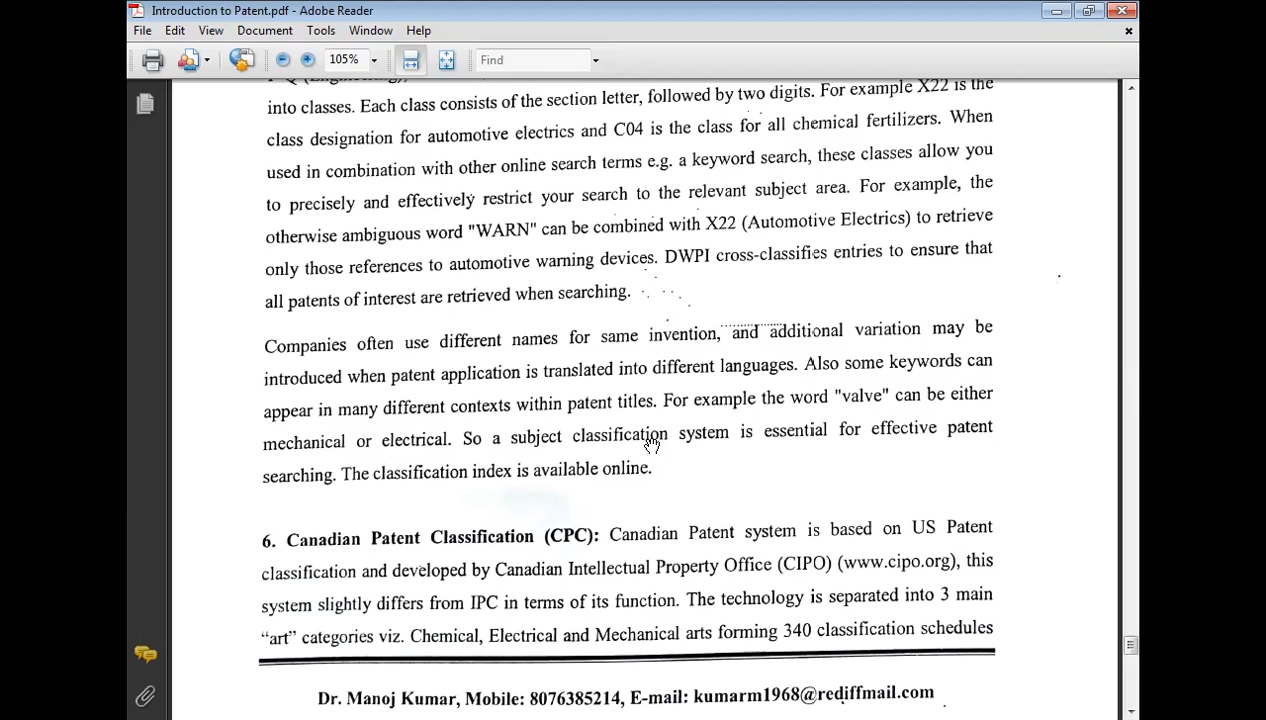 Introduction to Patent.pdf - Adobe Reader
File Edit View Document Tools Window Help
105% Find
into classes. Each class consists of the section letter, followed by two digits. For example X22 is the
class designation for automotive electrics and C04 is the class for all chemical fertilizers. When
used in combination with other online search terms e.g. a keyword search, these classes allow you
to precisely and effectively restrict your search to the relevant subject area. For example, the
otherwise ambiguous word "WARN" can be combined with X22 (Automotive Electrics) to retrieve
only those references to automotive warning devices. DWPI cross-classifies entries to ensure that
all patents of interest are retrieved when searching.
Companies often use different names for same invention, and additional variation may be
introduced when patent application is translated into different languages. Also some keywords can
appear in many different contexts within patent titles. For example the word "valve" can be either
mechanical or electrical. So a subject classification system is essential for effective patent
searching. The classification index is available online.
6. Canadian Patent Classification (CPC): Canadian Patent system is based on US Patent
classification and developed by Canadian Intellectual Property Office (CIPO) (www.cipo.org), this
system slightly differs from IPC in terms of its function. The technology is separated into 3 main
“art” categories viz. Chemical, Electrical and Mechanical arts forming 340 classification schedules
Dr. Manoj Kumar, Mobile: 8076385214, E-mail: kumarm1968@rediffmail.com